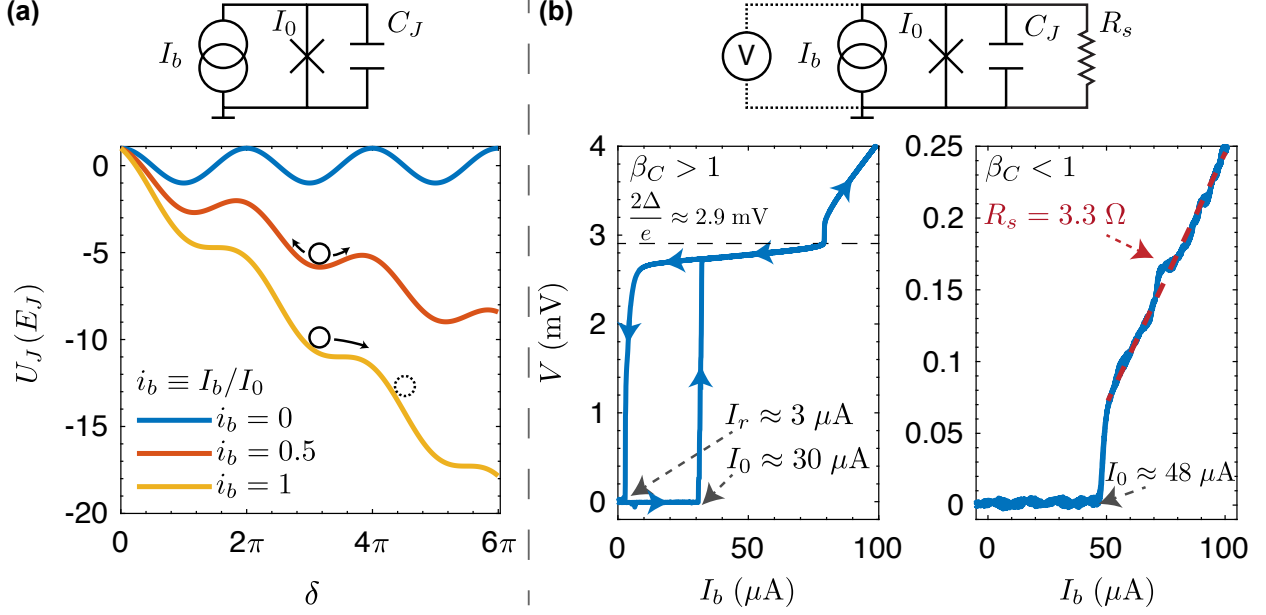 (a)
I_0
C_J
I_b
U_J(E_J)
0
-5
-10
-15
-20
i_b ≡ I_b/I_0
i_b = 0
i_b = 0.5
i_b = 1
0
2π
4π
6π
δ
(b)
V
I_b
I_0
C_J
R_s
V (mV)
4
3
2
1
0
β_C > 1
2Δ/e ≈ 2.9 mV
I_r ≈ 3 μA
I_0 ≈ 30 μA
0
50
100
I_b (μA)
0.25
0.2
0.15
0.1
0.05
0
β_C < 1
R_s = 3.3 Ω
I_0 ≈ 48 μA
0
50
100
I_b (μA)